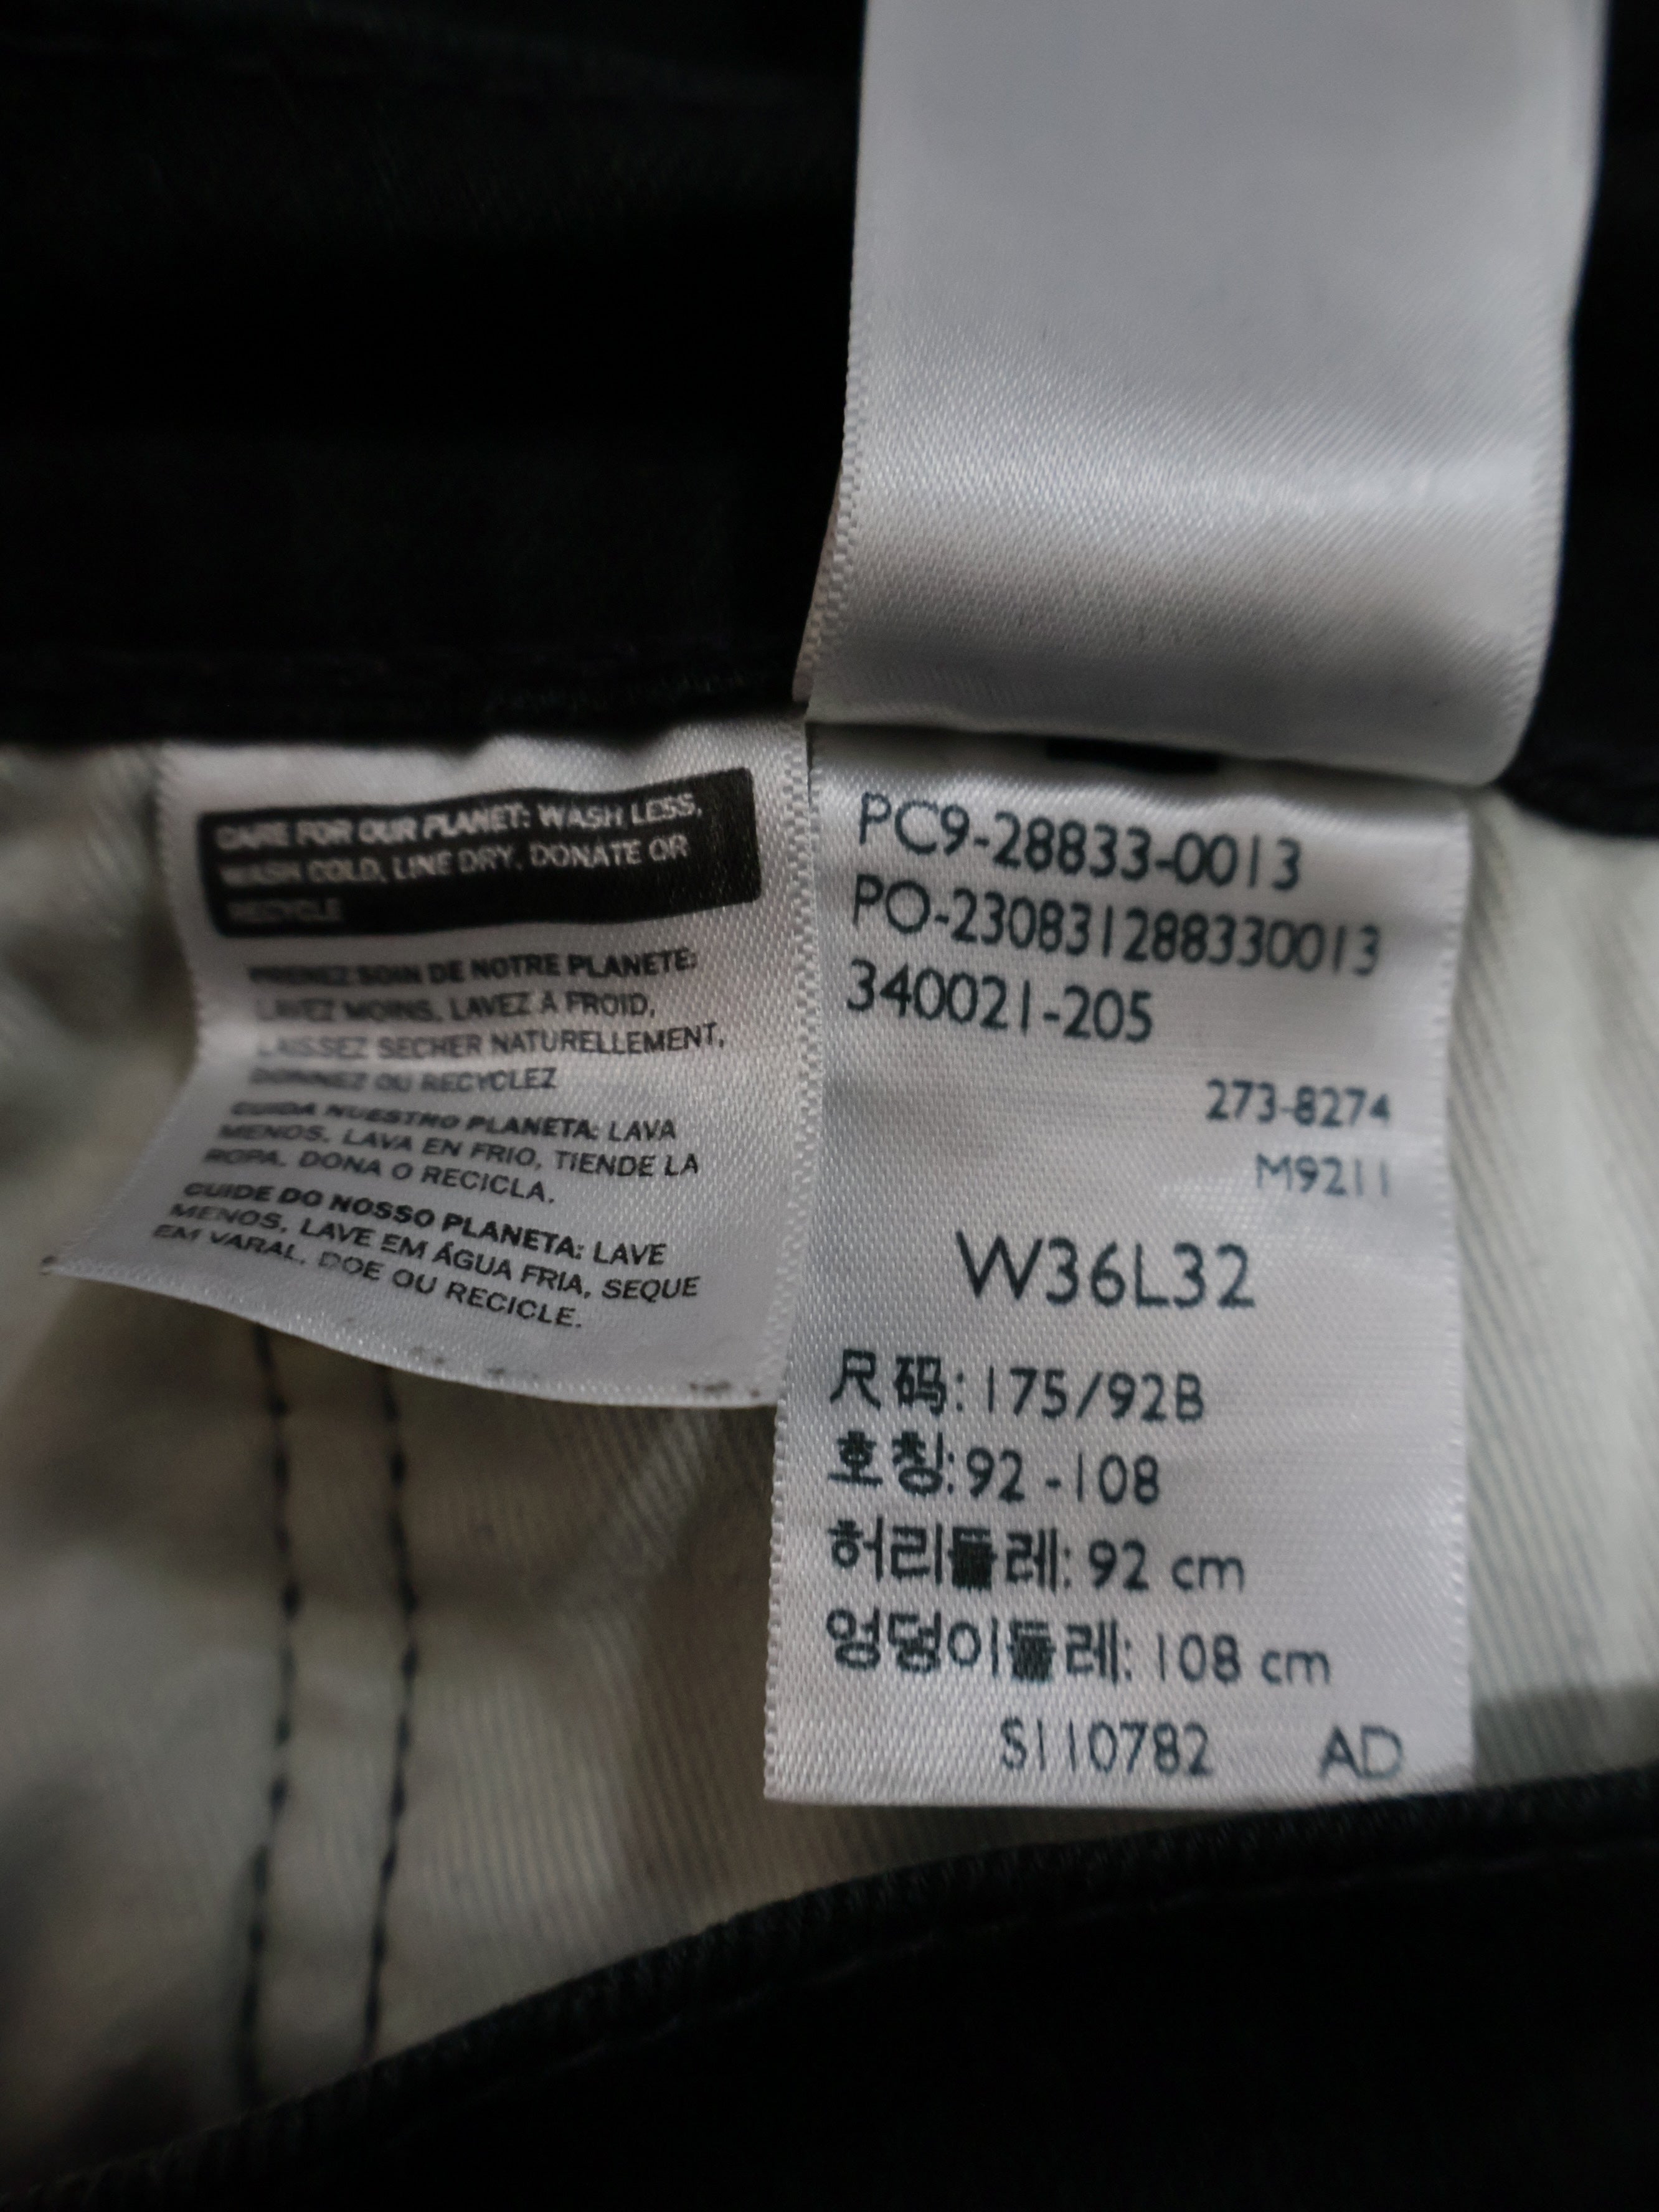 CARE FOR OUR PLANET: WASH LESS,
WASH COLD, LINE DRY, DONATE OR
RECYCLE
PRENEZ SOIN DE NOTRE PLANETE:
LAVEZ MOINS, LAVEZ A FROID,
LAISSEZ SECHER NATURELLEMENT,
DONNEZ OU RECYCLEZ
CUIDA NUESTRO PLANETA: LAVA
MENOS, LAVA EN FRIO, TIENDE LA
ROPA, DONA O RECICLA.
CUIDE DO NOSSO PLANETA: LAVE
MENOS, LAVE EM ÁGUA FRIA, SEQUE
EM VARAL, DOE OU RECICLE.
PC9-28833-0013
PO-230831288330013
340021-205
273-8274
M9211
W36L32
尺码: 175/92B
호칭: 92 -108
허리둘레: 92 cm
엉덩이둘레: 108 cm
S110782 AD